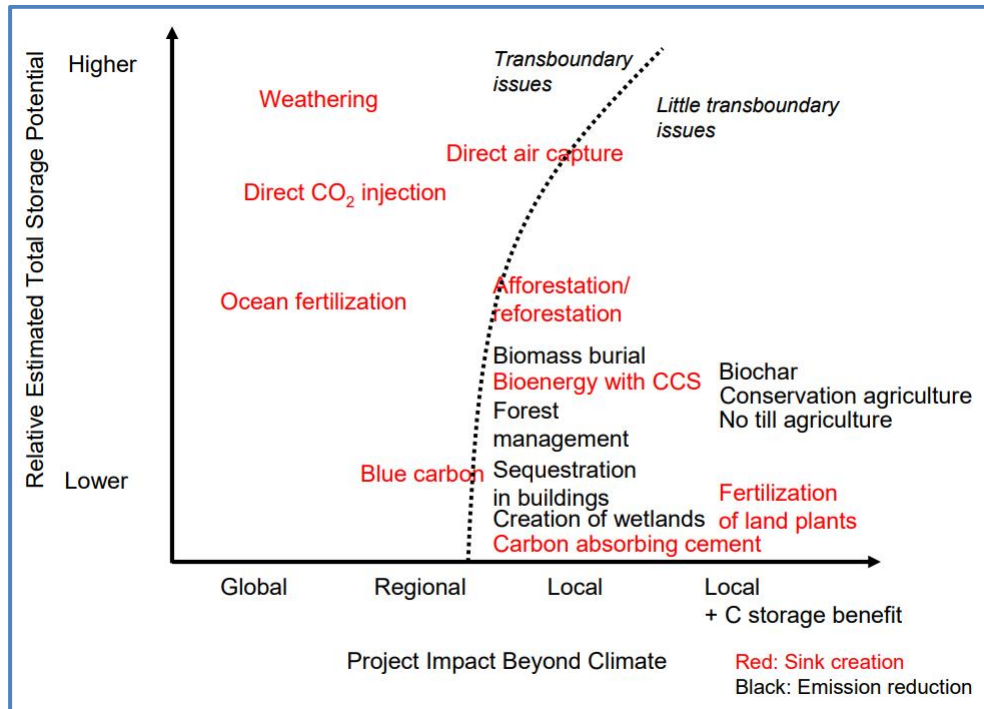 Relative Estimated Total Storage Potential
Higher
Lower
Transboundary
issues
Little transboundary
issues
Weathering
Direct air capture
Direct CO₂ injection
Ocean fertilization
Afforestation/
reforestation
Biomass burial
Bioenergy with CCS
Forest
management
Biochar
Conservation agriculture
No till agriculture
Blue carbon
Sequestration
in buildings
Creation of wetlands
Carbon absorbing cement
Fertilization
of land plants
Global
Regional
Local
Local
+ C storage benefit
Project Impact Beyond Climate
Red: Sink creation
Black: Emission reduction